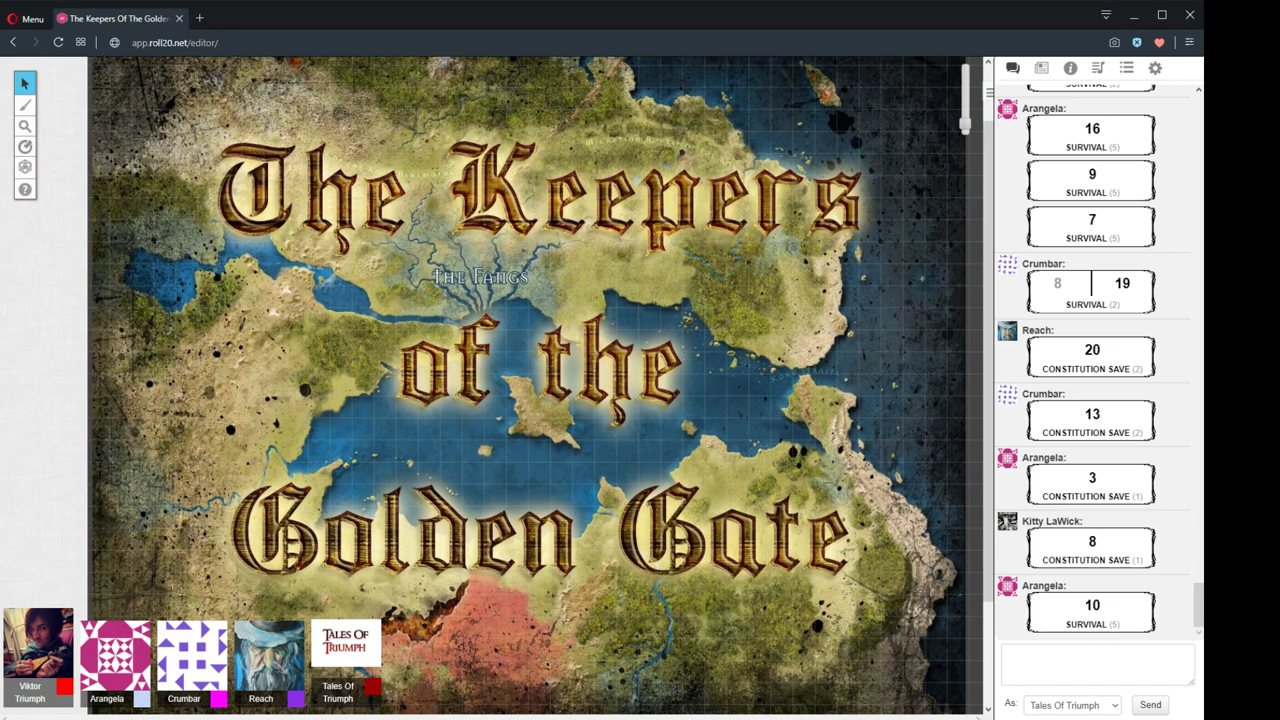 Menu
The Keepers Of The Golden
app.roll20.net/editor/
The Keepers
THE FANGS
of the
Golden Gate
Viktor
Triumph
Arangela
Crumbar
Reach
TALES OF
TRIUMPH
Tales Of
Triumph
SURVIVAL (2)
Arangela:
16
SURVIVAL (5)
9
SURVIVAL (5)
7
SURVIVAL (5)
Crumbar:
8 19
SURVIVAL (2)
Reach:
20
CONSTITUTION SAVE (2)
Crumbar:
13
CONSTITUTION SAVE (2)
Arangela:
3
CONSTITUTION SAVE (1)
Kitty LaWick:
8
CONSTITUTION SAVE (1)
Arangela:
10
SURVIVAL (5)
As: Tales Of Triumph Send